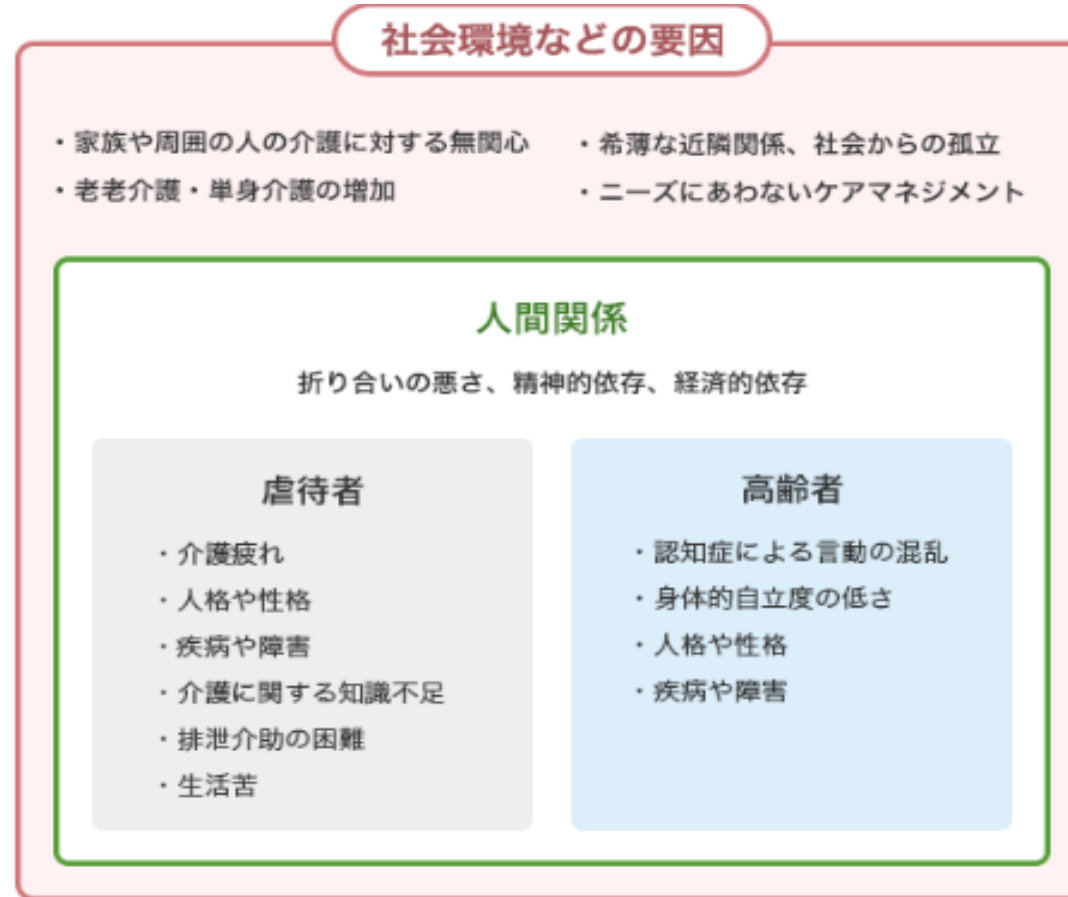 社会環境などの要因
・家族や周囲の人の介護に対する無関心
・老老介護・単身介護の増加
・希薄な近隣関係、社会からの孤立
・ニーズにあわないケアマネジメント
人間関係
折り合いの悪さ、精神的依存、経済的依存
虐待者
・介護疲れ
・人格や性格
・疾病や障害
・介護に関する知識不足
・排泄介助の困難
・生活苦
高齢者
・認知症による言動の混乱
・身体的自立度の低さ
・人格や性格
・疾病や障害